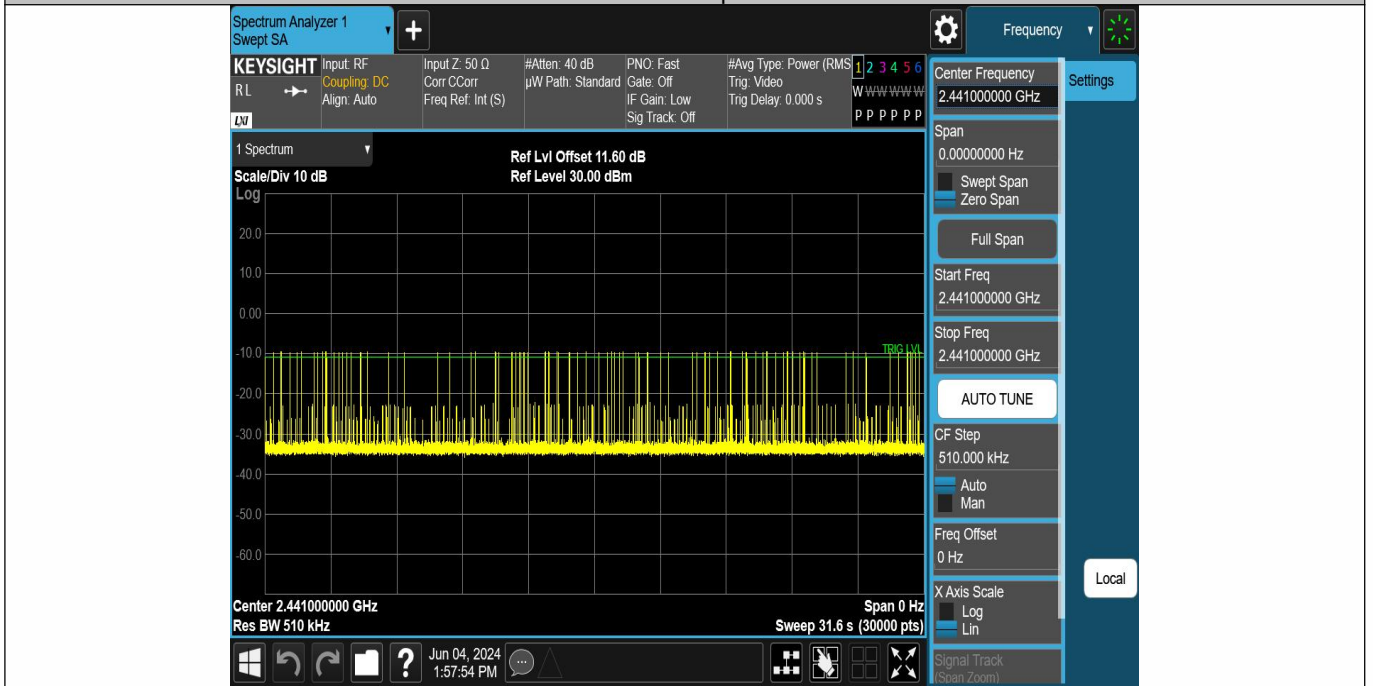 Spectrum Analyzer 1
Swept SA
+
Frequency
KEYSIGHT
RL
LXI
Input: RF
Coupling: DC
Align: Auto
Input Z: 50 Ω
Corr CCorr
Freq Ref: Int (S)
#Atten: 40 dB
µW Path: Standard
PNO: Fast
Gate: Off
IF Gain: Low
Sig Track: Off
#Avg Type: Power (RMS
Trig: Video
Trig Delay: 0.000 s
1 2 3 4 5 6
W W W W W W
P P P P P P
Center Frequency
2.441000000 GHz
Settings
Span
0.00000000 Hz
Swept Span
Zero Span
Full Span
Start Freq
2.441000000 GHz
Stop Freq
2.441000000 GHz
AUTO TUNE
CF Step
510.000 kHz
Auto
Man
Freq Offset
0 Hz
X Axis Scale
Log
Lin
Signal Track
(Span Zoom)
Local
1 Spectrum
Scale/Div 10 dB
Ref Lvl Offset 11.60 dB
Ref Level 30.00 dBm
Log
20.0
10.0
0.00
-10.0
TRIG LVL
-20.0
-30.0
-40.0
-50.0
-60.0
Center 2.441000000 GHz
Span 0 Hz
Res BW 510 kHz
Sweep 31.6 s (30000 pts)
?
Jun 04, 2024
1:57:54 PM